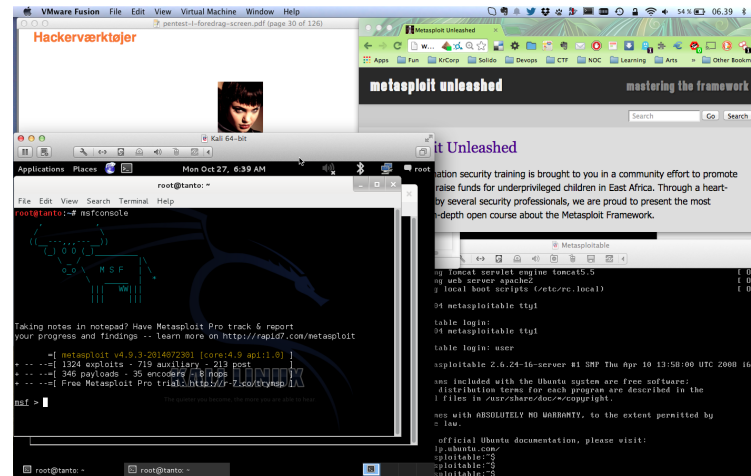 VMware Fusion File Edit View Virtual Machine Window Help
54% 06.39
pentest-I-foredrag-screen.pdf (page 30 of 126)
Hackerværktøjer
Metasploit Unleashed
Apps Fun KrCorp Solido Devops CTF NOC Learning Arts » Other Bookm
metasploit unleashed mastering the framework
Search Go Search
it Unleashed
nation security training is brought to you in a community effort to promote
raise funds for underprivileged children in East Africa. Through a heart-
by several security professionals, we are proud to present the most
n-depth open course about the Metasploit Framework.
Kali 64-bit
Applications Places Mon Oct 27, 6:39 AM root
root@tanto: ~
File Edit View Search Terminal Help
root@tanto:~# msfconsole
M S F
WW
Taking notes in notepad? Have Metasploit Pro track & report
your progress and findings -- learn more on http://rapid7.com/metasploit
=[ metasploit v4.9.3-2014072301 [core:4.9 api:1.0] ]
+ -- --=[ 1324 exploits - 719 auxiliary - 213 post ]
+ -- --=[ 346 payloads - 35 encoders - 8 nops ]
+ -- --=[ Free Metasploit Pro trial: http://r-7.co/trymsp ]
msf >
KALI LINUX
root@tanto: ~ root@tanto: ~
Metasploitable
g Tomcat servlet engine tomcat5.5
ng web server apache2
g local boot scripts (/etc/rc.local)
04 metasploitable tty1
table login:
04 metasploitable tty1
table login: user
asploitable 2.6.24-16-server #1 SMP Thu Apr 10 13:58:00 UTC 2008
ams included with the Ubuntu system are free software;
distribution terms for each program are described in the
l files in /usr/share/doc/*/copyright.
mes with ABSOLUTELY NO WARRANTY, to the extent permitted by
e law.
official Ubuntu documentation, please visit:
lp.ubuntu.com/
sploitable:~$
sploitable:~$
sploitable:~$